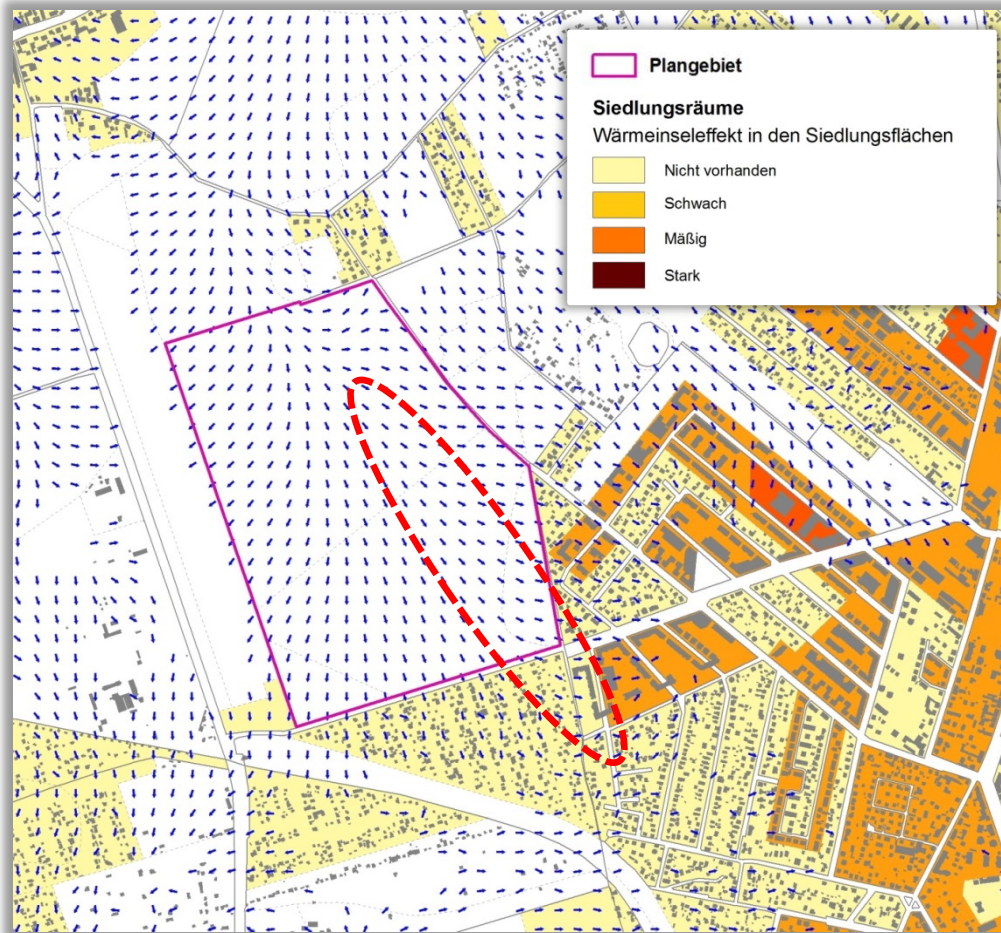 Plangebiet
Siedlungsräume
Wärmeinseleffekt in den Siedlungsflächen
Nicht vorhanden
Schwach
Mäßig
Stark